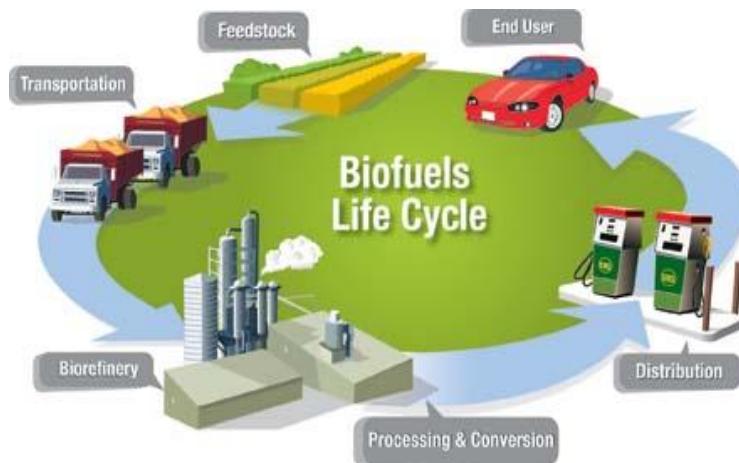 Feedstock
End User
Transportation
Biofuels
Life Cycle
Biorefinery
Distribution
Processing & Conversion